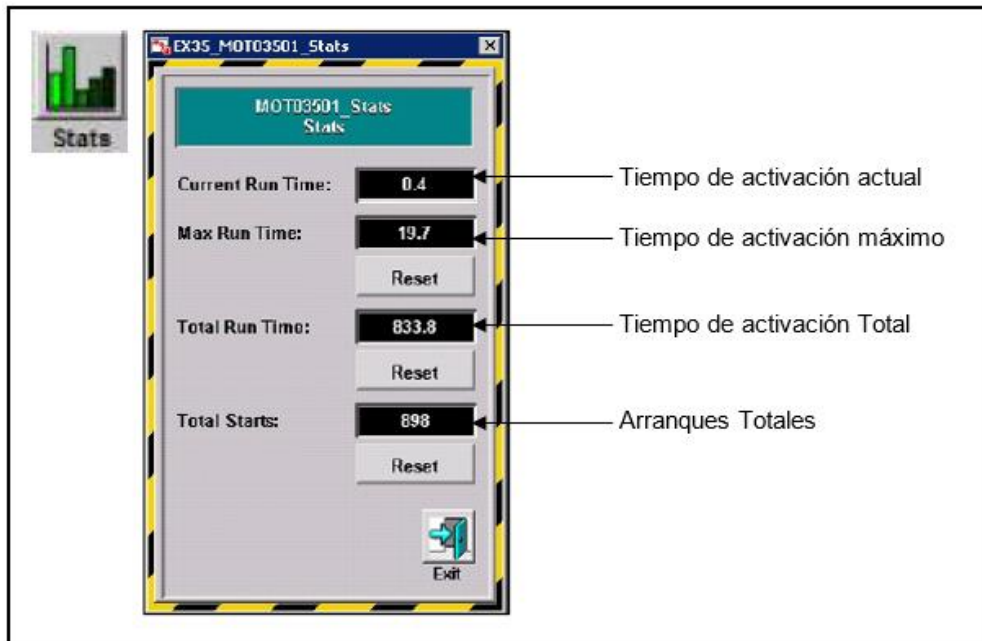 Stats
EX35_MOT03501_Stats
MOT03501_Stats
Stats
Current Run Time: 0.4 Tiempo de activación actual
Max Run Time: 19.7 Tiempo de activación máximo
Reset
Total Run Time: 833.8 Tiempo de activación Total
Reset
Total Starts: 898 Arranques Totales
Reset
Exit